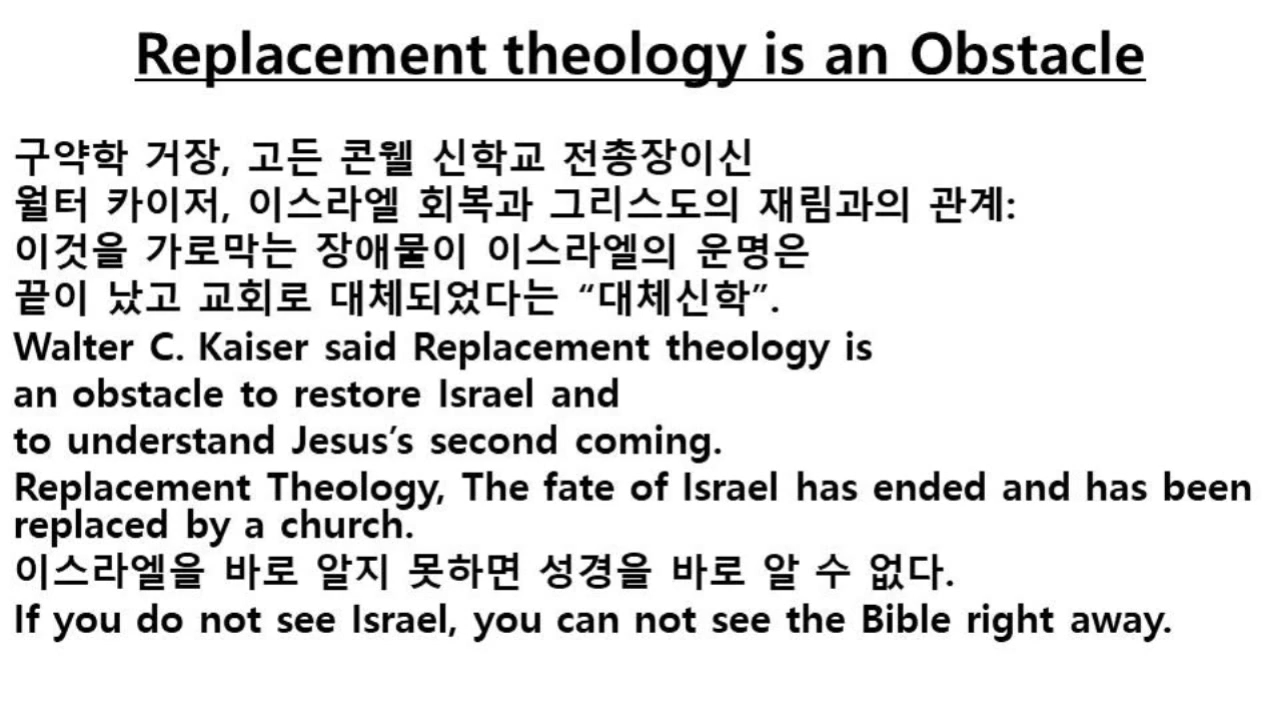 Replacement theology is an Obstacle
구약학 거장, 고든 콘웰 신학교 전총장이신
월터 카이저, 이스라엘 회복과 그리스도의 재림과의 관계:
이것을 가로막는 장애물이 이스라엘의 운명은
끝이 났고 교회로 대체되었다는 “대체신학”.
Walter C. Kaiser said Replacement theology is
an obstacle to restore Israel and
to understand Jesus’s second coming.
Replacement Theology, The fate of Israel has ended and has been
replaced by a church.
이스라엘을 바로 알지 못하면 성경을 바로 알 수 없다.
If you do not see Israel, you can not see the Bible right away.